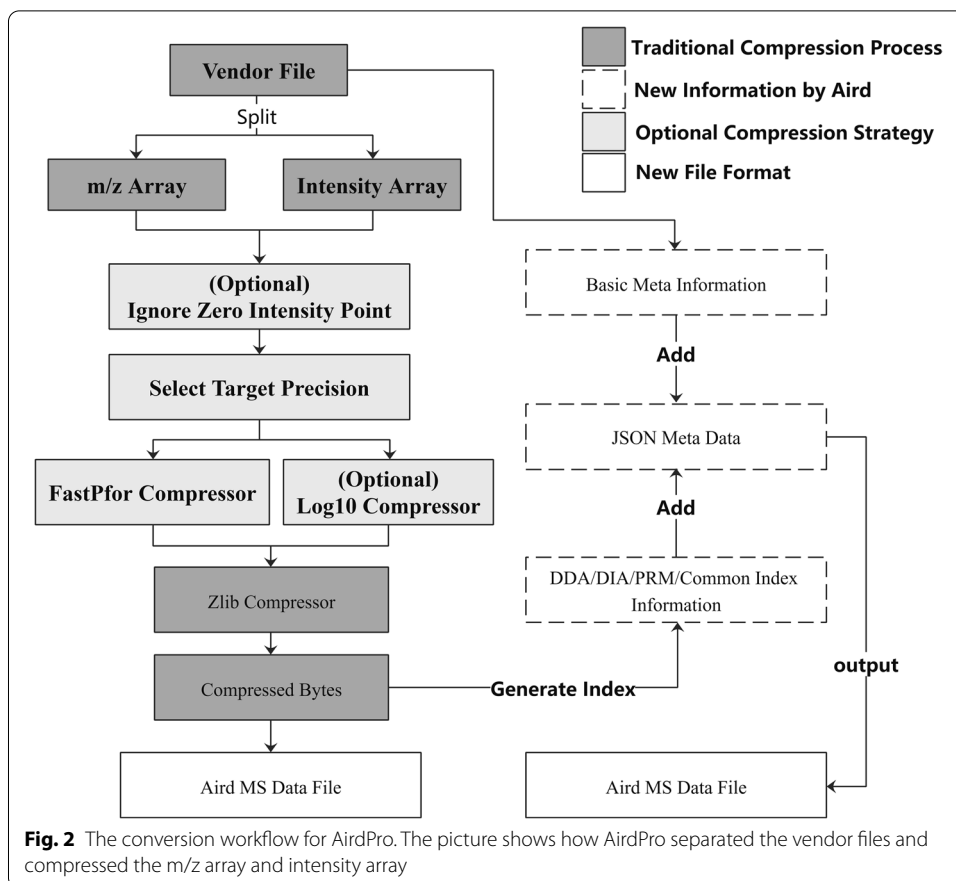 Vendor File
Split
m/z Array
Intensity Array
(Optional)
Ignore Zero Intensity Point
Select Target Precision
FastPfor Compressor
(Optional)
Log10 Compressor
Zlib Compressor
Compressed Bytes
Generate Index
Aird MS Data File
Traditional Compression Process
New Information by Aird
Optional Compression Strategy
New File Format
Basic Meta Information
Add
JSON Meta Data
Add
DDA/DIA/PRM/Common Index
Information
output
Aird MS Data File
Fig. 2 The conversion workflow for AirdPro. The picture shows how AirdPro separated the vendor files and
compressed the m/z array and intensity array